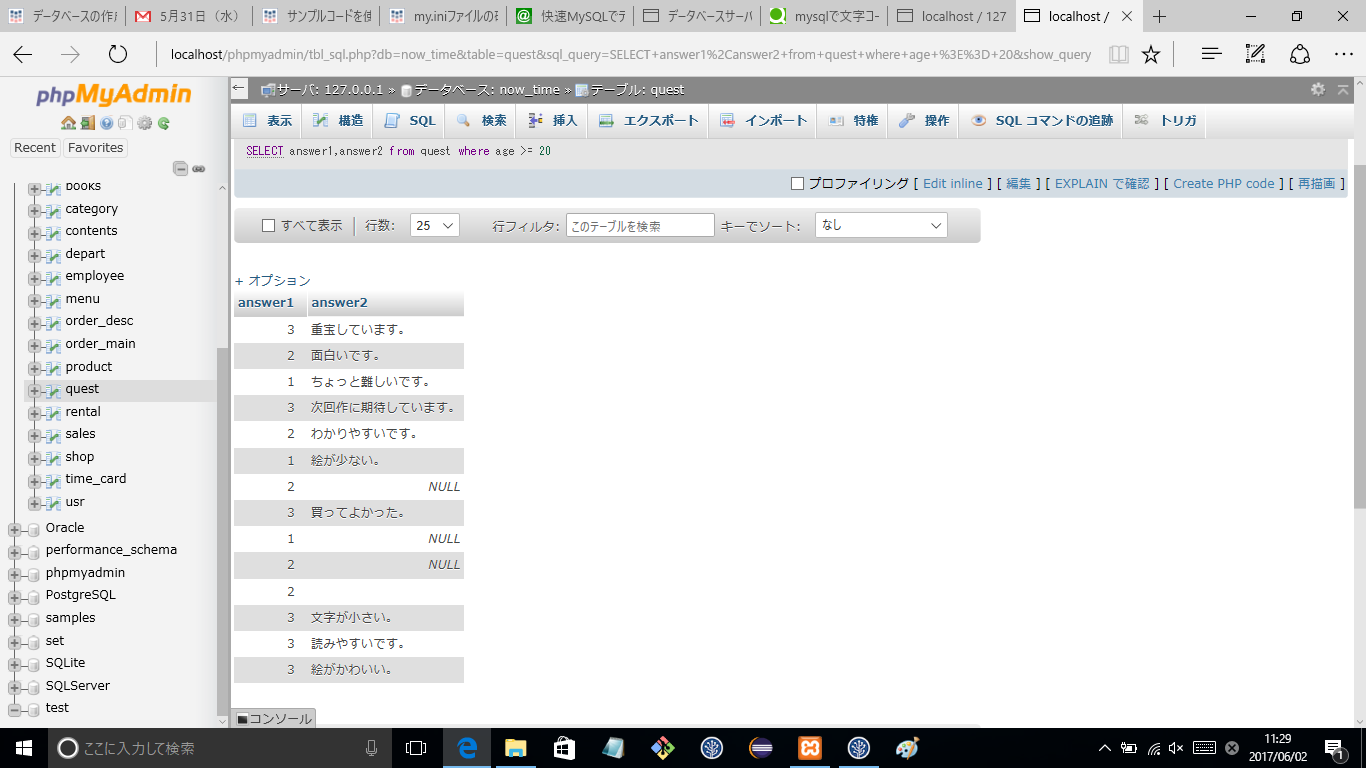 データベースの作成
5月31日（水）
サンプルコードを使
my.iniファイルの確
快速MySQLでデ
データベースサーバ
mysqlで文字コー
localhost / 127
localhost /
localhost/phpmyadmin/tbl_sql.php?db=now_time&table=quest&sql_query=SELECT+answer1%2Canswer2+from+quest+where+age+%3E%3D+20&show_query
phpMyAdmin
Recent Favorites
books
category
contents
depart
employee
menu
order_desc
order_main
product
quest
rental
sales
shop
time_card
usr
Oracle
performance_schema
phpmyadmin
PostgreSQL
samples
set
SQLite
SQLServer
test
サーバ: 127.0.0.1 » データベース: now_time » テーブル: quest
表示 構造 SQL 検索 挿入 エクスポート インポート 特権 操作 SQL コマンドの追跡 トリガ
SELECT answer1,answer2 from quest where age >= 20
プロファイリング [ Edit inline ] [ 編集 ] [ EXPLAIN で確認 ] [ Create PHP code ] [ 再描画 ]
すべて表示 行数: 25 行フィルタ: このテーブルを検索 キーでソート: なし
+ オプション
answer1 answer2
3 重宝しています。
2 面白いです。
1 ちょっと難しいです。
3 次回作に期待しています。
2 わかりやすいです。
1 絵が少ない。
2 NULL
3 買ってよかった。
1 NULL
2 NULL
2
3 文字が小さい。
3 読みやすいです。
3 絵がかわいい。
コンソール
ここに入力して検索
11:29
2017/06/02
1